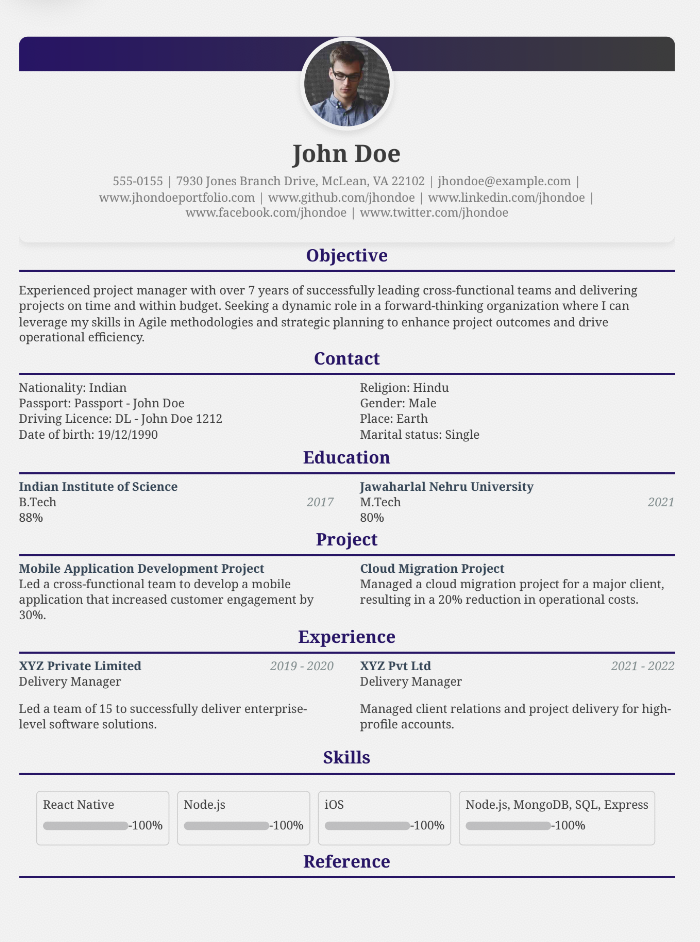 John Doe
555-0155 | 7930 Jones Branch Drive, McLean, VA 22102 | jhondoe@example.com |
www.jhondoeportfolio.com | www.github.com/jhondoe | www.linkedin.com/jhondoe |
www.facebook.com/jhondoe | www.twitter.com/jhondoe
Objective
Experienced project manager with over 7 years of successfully leading cross-functional teams and delivering
projects on time and within budget. Seeking a dynamic role in a forward-thinking organization where I can
leverage my skills in Agile methodologies and strategic planning to enhance project outcomes and drive
operational efficiency.
Contact
Nationality: Indian
Passport: Passport - John Doe
Driving Licence: DL - John Doe 1212
Date of birth: 19/12/1990
Religion: Hindu
Gender: Male
Place: Earth
Marital status: Single
Education
Indian Institute of Science
B.Tech 2017
88%
Jawaharlal Nehru University
M.Tech 2021
80%
Project
Mobile Application Development Project
Led a cross-functional team to develop a mobile
application that increased customer engagement by
30%.
Cloud Migration Project
Managed a cloud migration project for a major client,
resulting in a 20% reduction in operational costs.
Experience
XYZ Private Limited 2019 - 2020
Delivery Manager
Led a team of 15 to successfully deliver enterprise-
level software solutions.
XYZ Pvt Ltd 2021 - 2022
Delivery Manager
Managed client relations and project delivery for high-
profile accounts.
Skills
React Native
-100%
Node.js
-100%
iOS
-100%
Node.js, MongoDB, SQL, Express
-100%
Reference